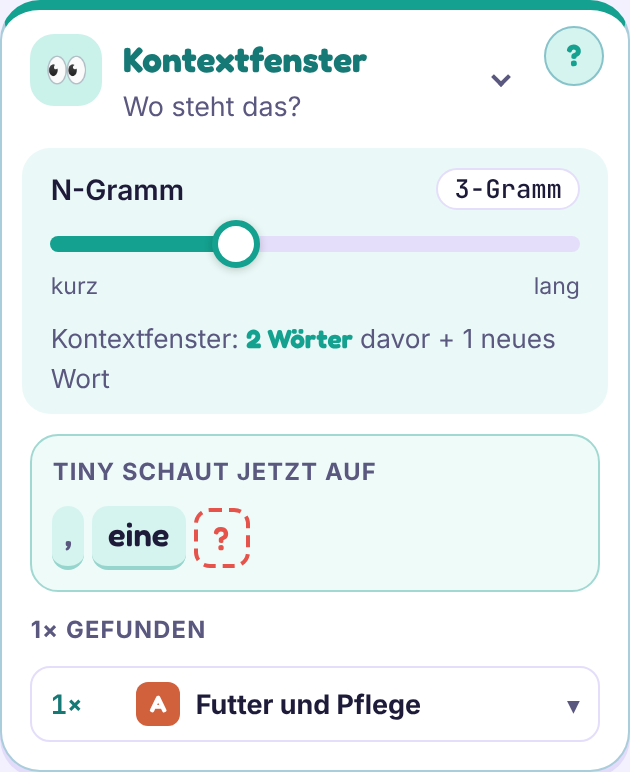 Kontextfenster
?
Wo steht das?
N-Gramm
3-Gramm
kurz
lang
Kontextfenster: 2 Wörter davor + 1 neues
Wort
TINY SCHAUT JETZT AUF
, eine ?
1× GEFUNDEN
1× A Futter und Pflege ▼